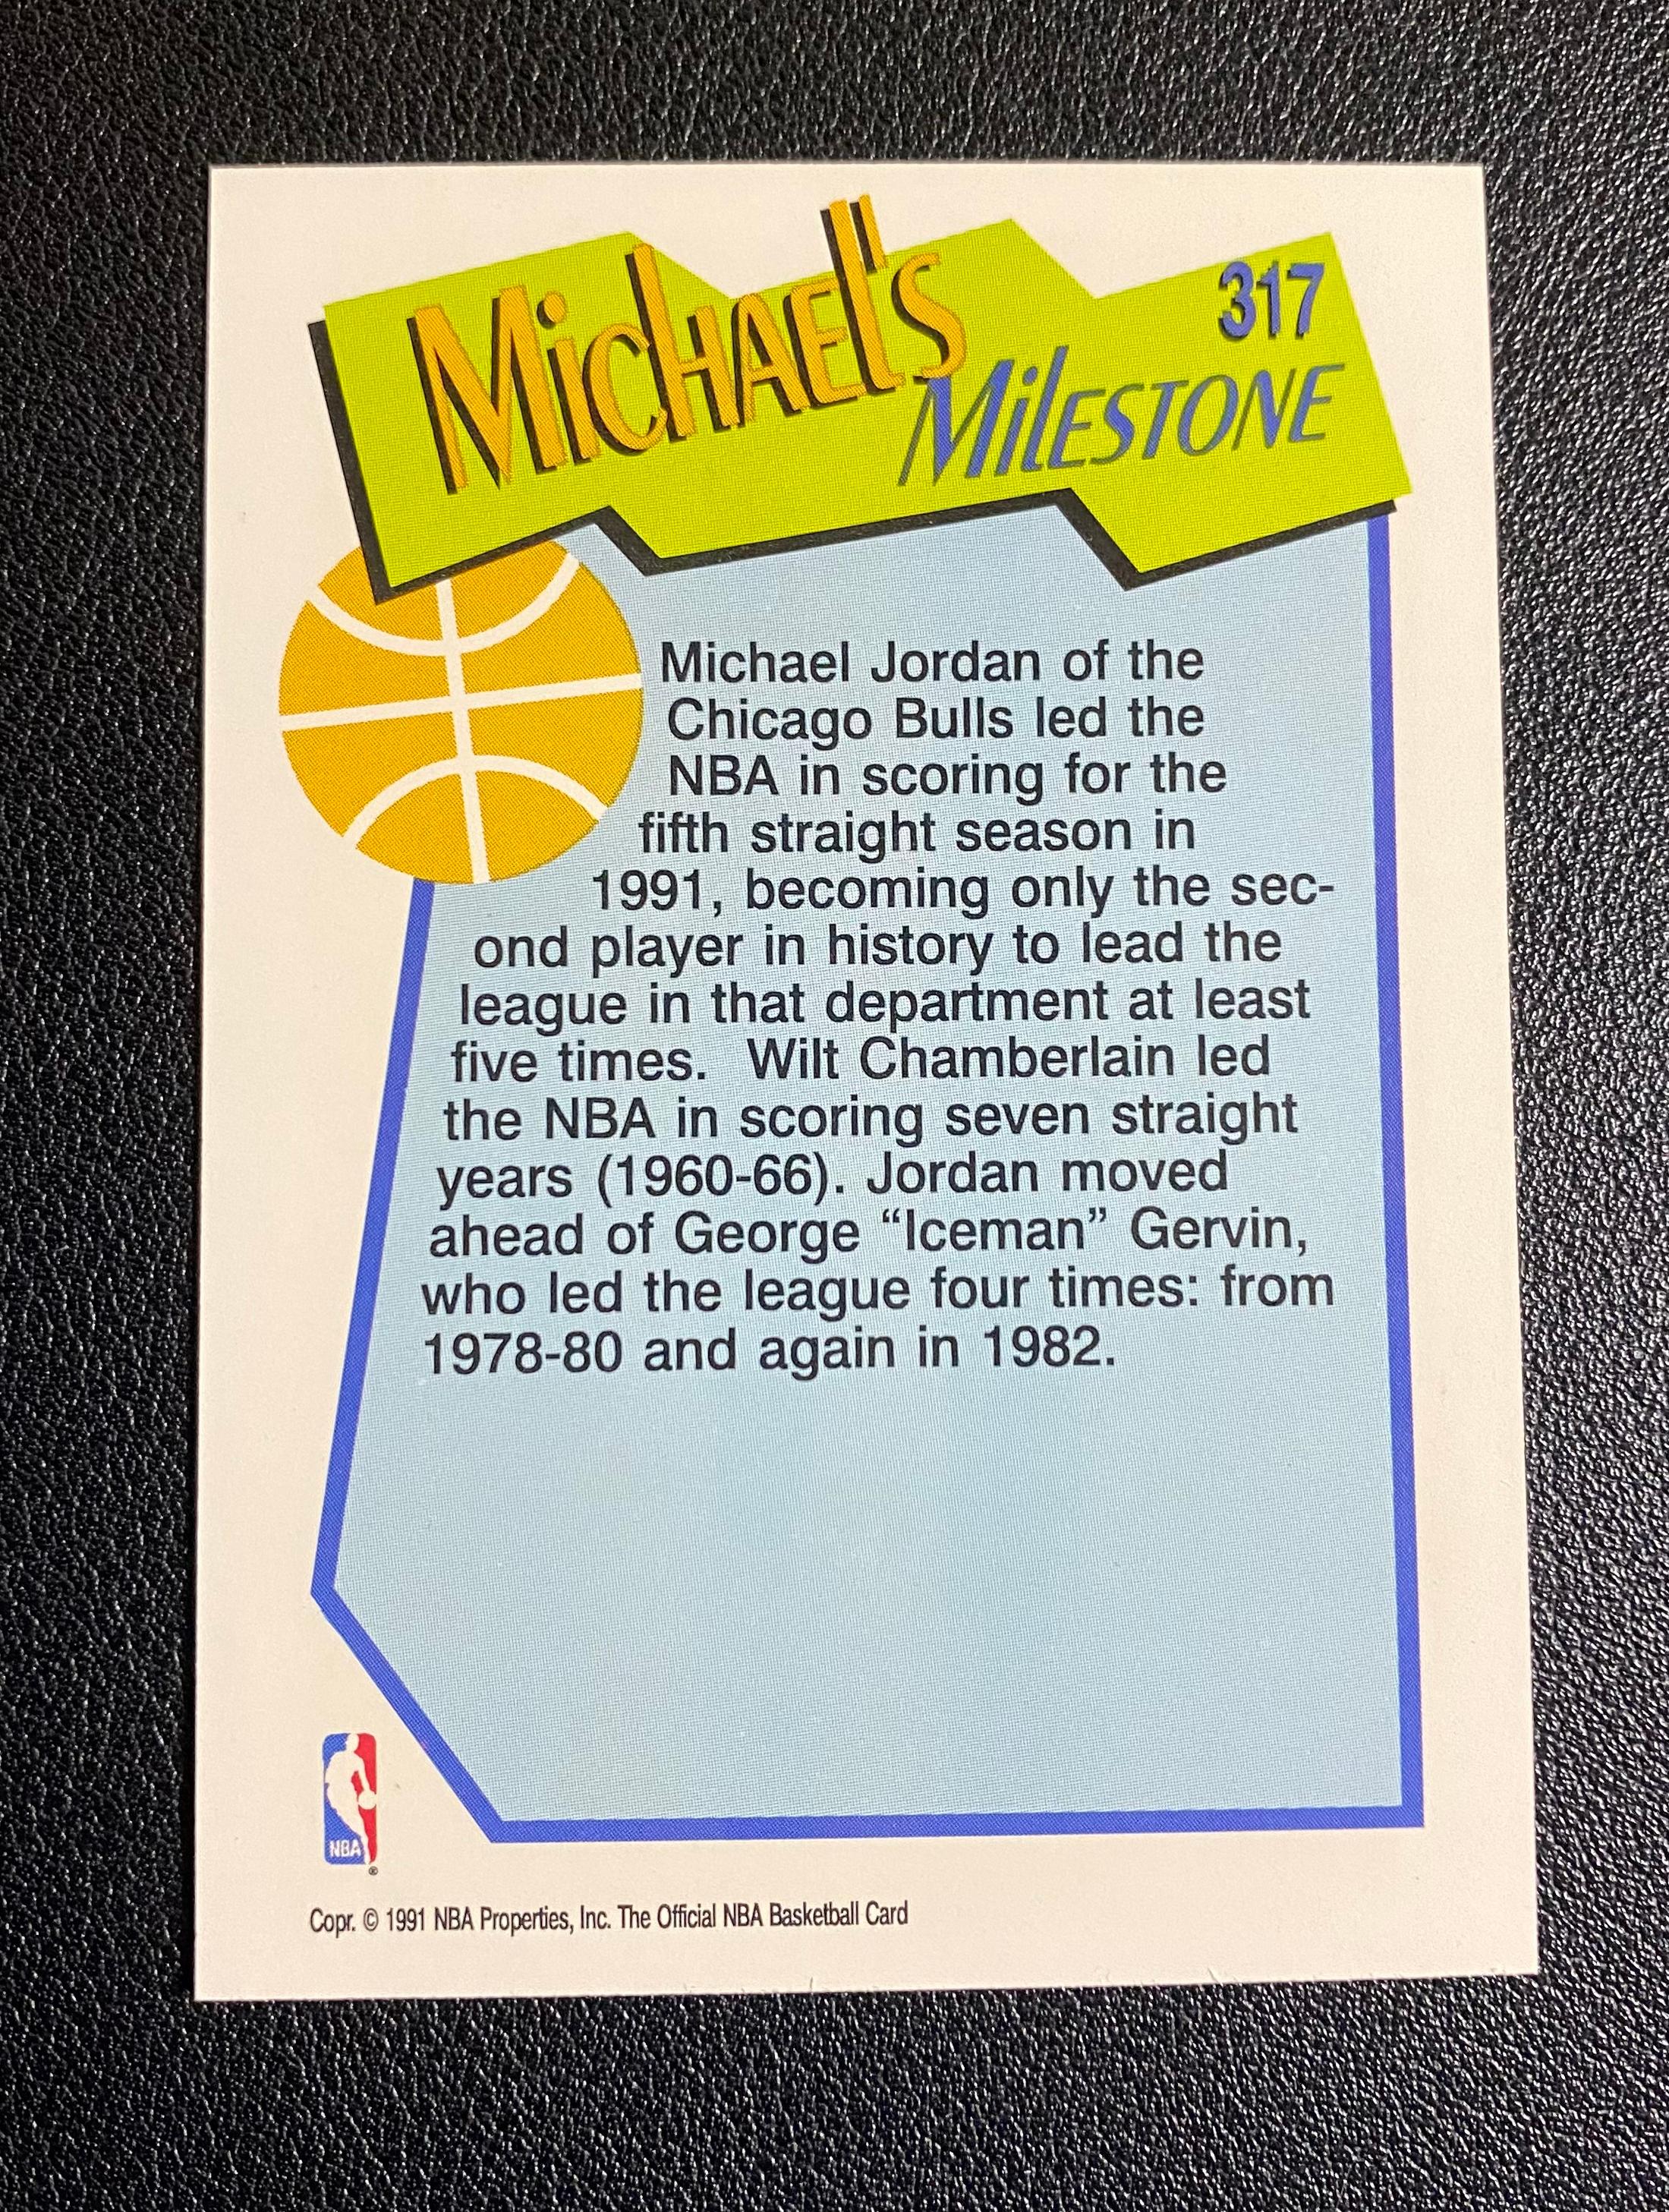 Michael's
317
Milestone
Michael Jordan of the
Chicago Bulls led the
NBA in scoring for the
fifth straight season in
1991, becoming only the sec-
ond player in history to lead the
league in that department at least
five times.  Wilt Chamberlain led
the NBA in scoring seven straight
years (1960-66). Jordan moved
ahead of George “Iceman” Gervin,
who led the league four times: from
1978-80 and again in 1982.
NBA
®
Copr. © 1991 NBA Properties, Inc. The Official NBA Basketball Card